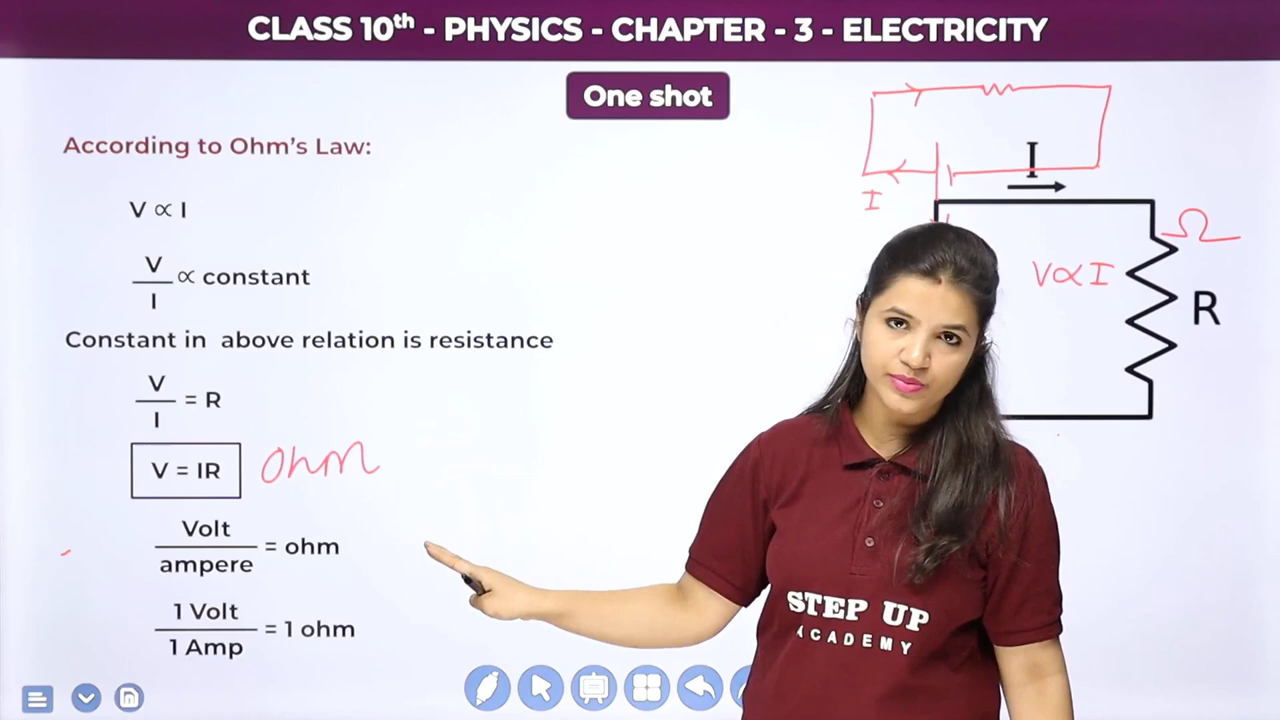 CLASS 10th - PHYSICS - CHAPTER - 3 - ELECTRICITY
One shot
According to Ohm's Law:
V ∝ I
V
I
∝ constant
Constant in above relation is resistance
V
I
= R
V = IR
Ohm
Volt
ampere
= ohm
1 Volt
1 Amp
= 1 ohm
I
I
Ω
V∝I
R
STEP UP
ACADEMY